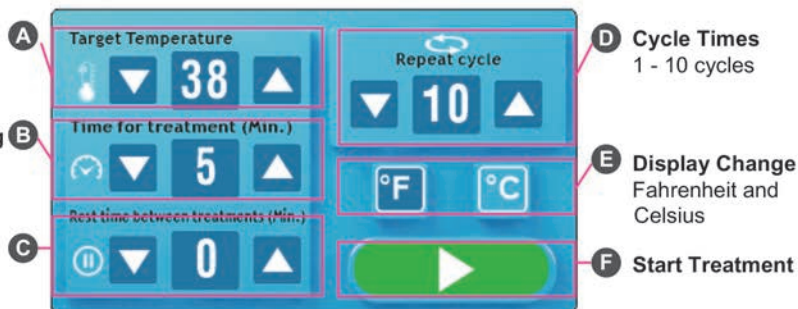 A
Target Temperature
38
B
Time for treatment (Min.)
5
C
Rest time between treatments (Min.)
0
Repeat cycle
10
D
Cycle Times
1 - 10 cycles
°F
°C
E
Display Change
Fahrenheit and
Celsius
F
Start Treatment